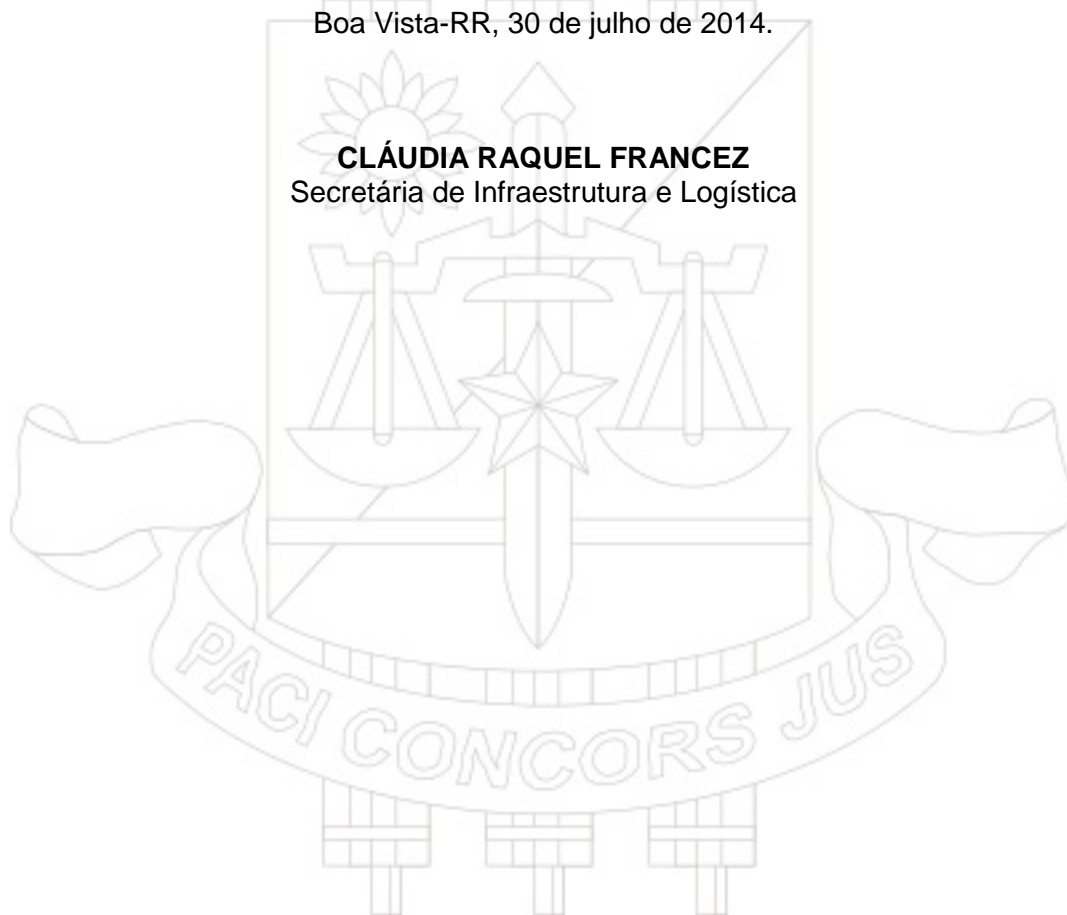 Boa Vista-RR, 30 de julho de 2014.
CLÁUDIA RAQUEL FRANCEZ
Secretária de Infraestrutura e Logística
PACI CONCORS JUS